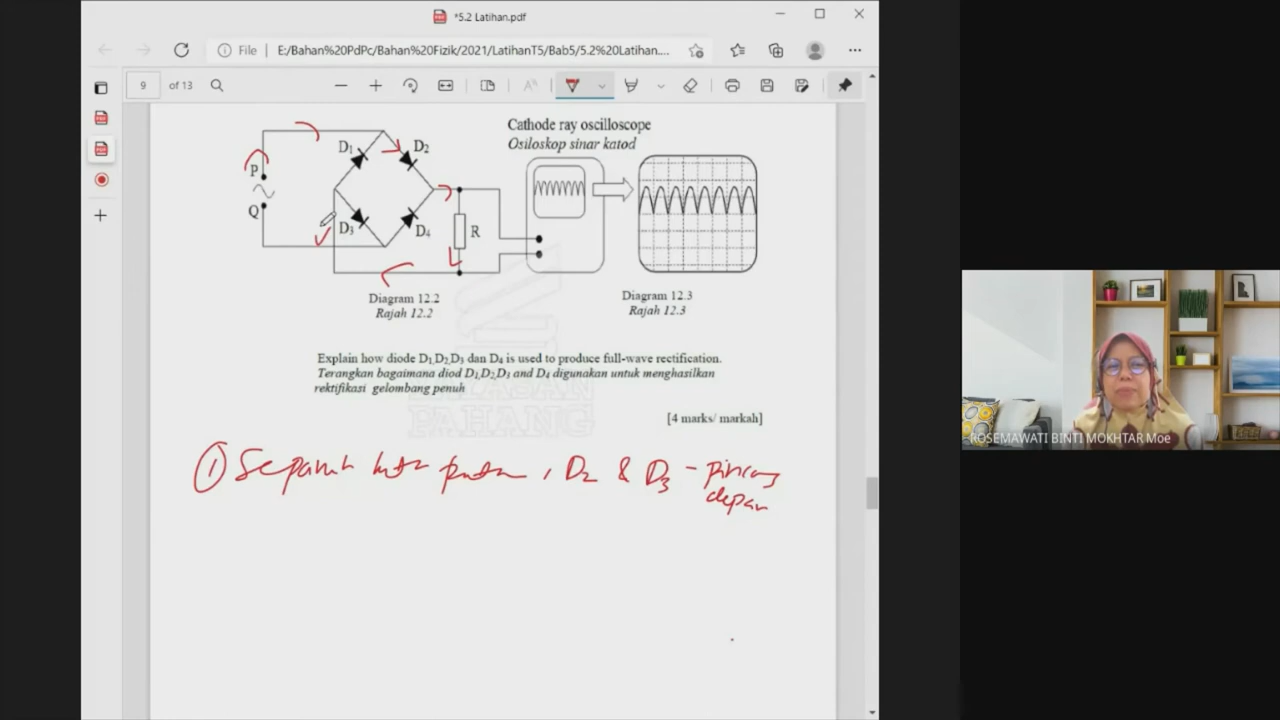 *5.2 Latihan.pdf
File
E:/Bahan%20PdPc/Bahan%20Fizik/2021/LatihanT5/Bab5/5.2%20Latihan....
9 of 13
P
Q
D1
D2
D3
D4
R
Cathode ray oscilloscope
Osiloskop sinar katod
Diagram 12.2
Rajah 12.2
Diagram 12.3
Rajah 12.3
Explain how diode D1,D2,D3 dan D4 is used to produce full-wave rectification.
Terangkan bagaimana diod D1,D2,D3 and D4 digunakan untuk menghasilkan
rektifikasi gelombang penuh
PAHANG
[4 marks/ markah]
① Separuh , D2 & D3 - pincang
depan
ROSEMAWATI BINTI MOKHTAR Moe